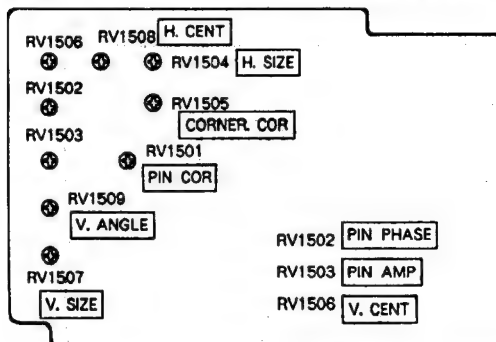 RV1508 H. CENT
RV1506
RV1504 H. SIZE
RV1502
RV1505
CORNER. COR
RV1503
RV1501
PIN COR
RV1509
V. ANGLE
RV1502 PIN PHASE
RV1503 PIN AMP
RV1507
V. SIZE
RV1506 V. CENT